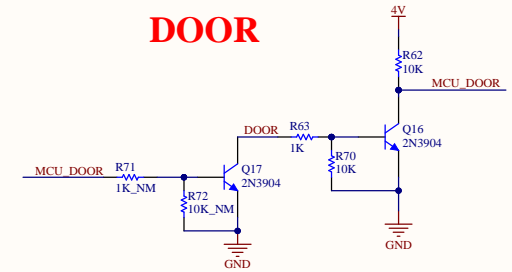 DOOR
4V
R62
10K
MCU_DOOR
DOOR
R63
1K
Q16
2N3904
R70
10K
MCU_DOOR
R71
1K_NM
Q17
2N3904
R72
10K_NM
GND
GND